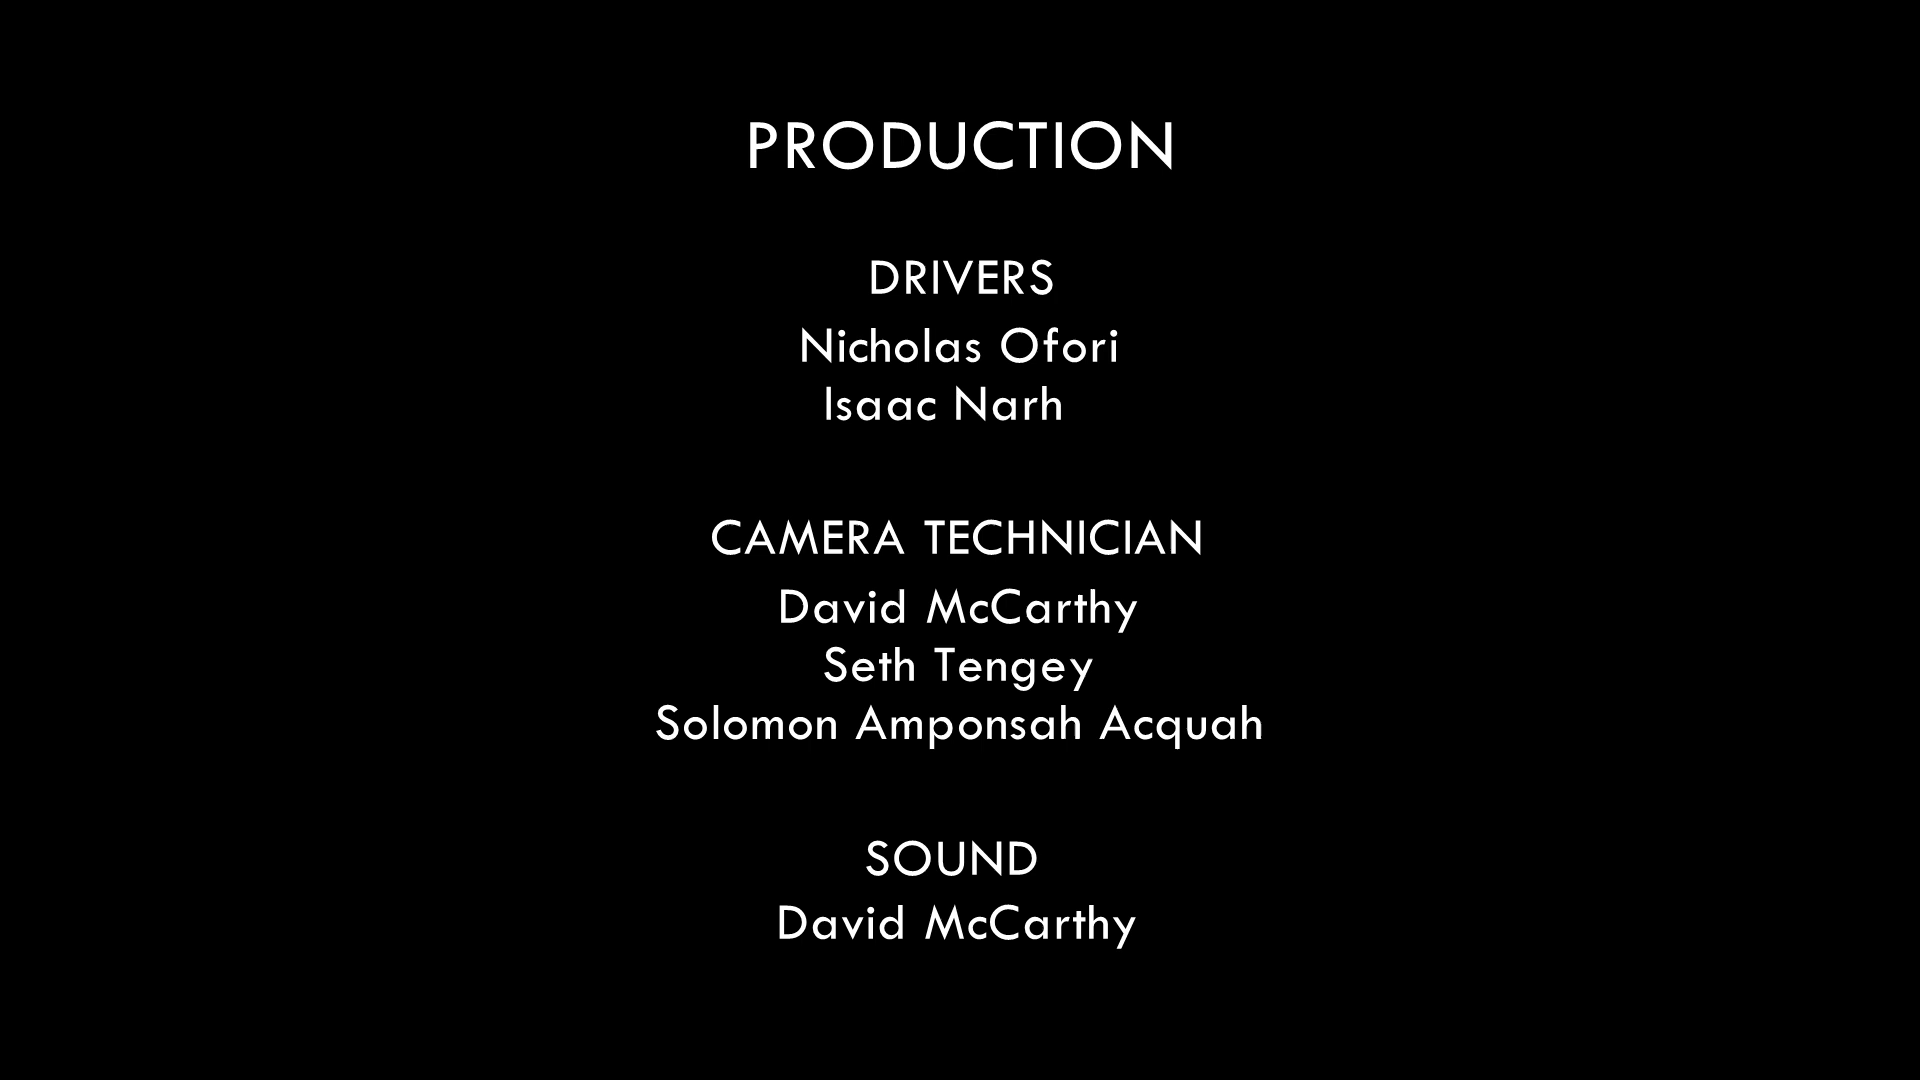 PRODUCTION
DRIVERS
Nicholas Ofori
Isaac Narh
CAMERA TECHNICIAN
David McCarthy
Seth Tengey
Solomon Amponsah Acquah
SOUND
David McCarthy